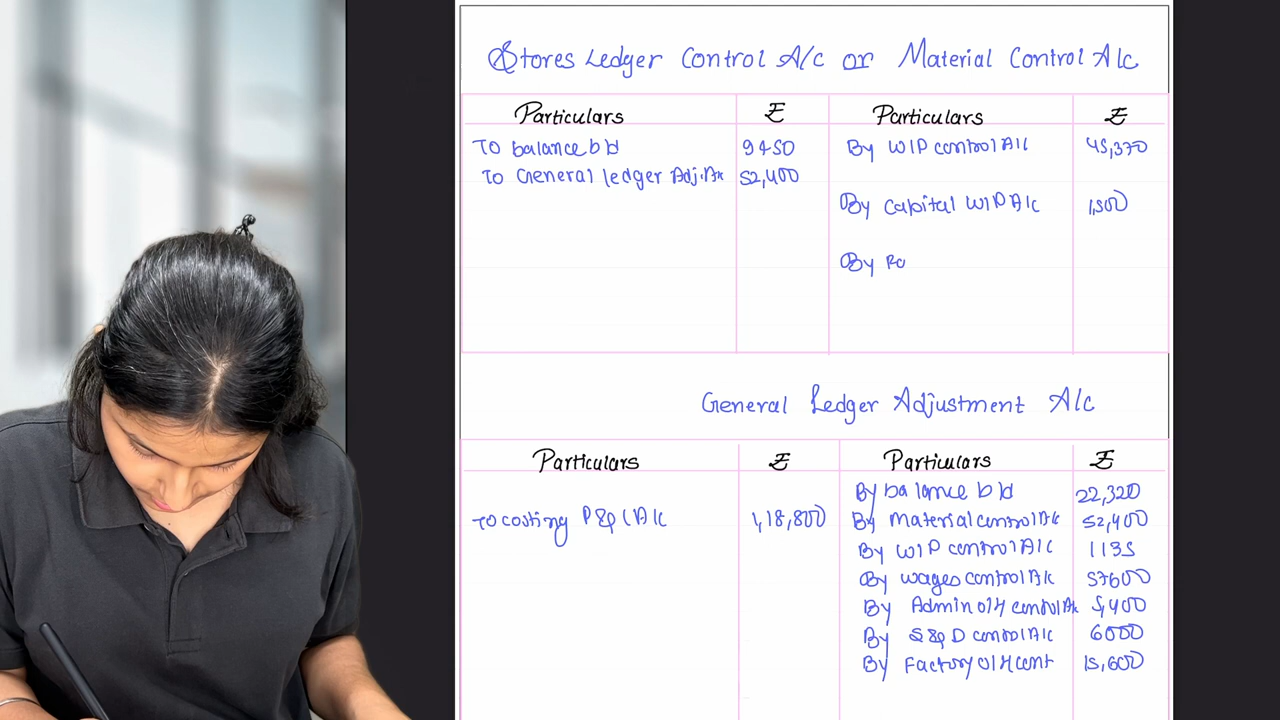 Stores Ledger Control A/c or Material Control A/c
Particulars ₹ Particulars ₹
To balance b/d 9450 By WIP control A/c 45,370
To General ledger Adj. A/c 52,400
By Capital WIP A/c 1,500
By Fo
General Ledger Adjustment A/c
Particulars ₹ Particulars ₹
By balance b/d 22,320
To costing P&L A/c 1,18,800 By Material control A/c 52,400
By WIP control A/c 1135
By wages control A/c 57600
By Admin O/H control A/c 5,400
By S&D control A/c 6000
By Factory O/H cont 15,600